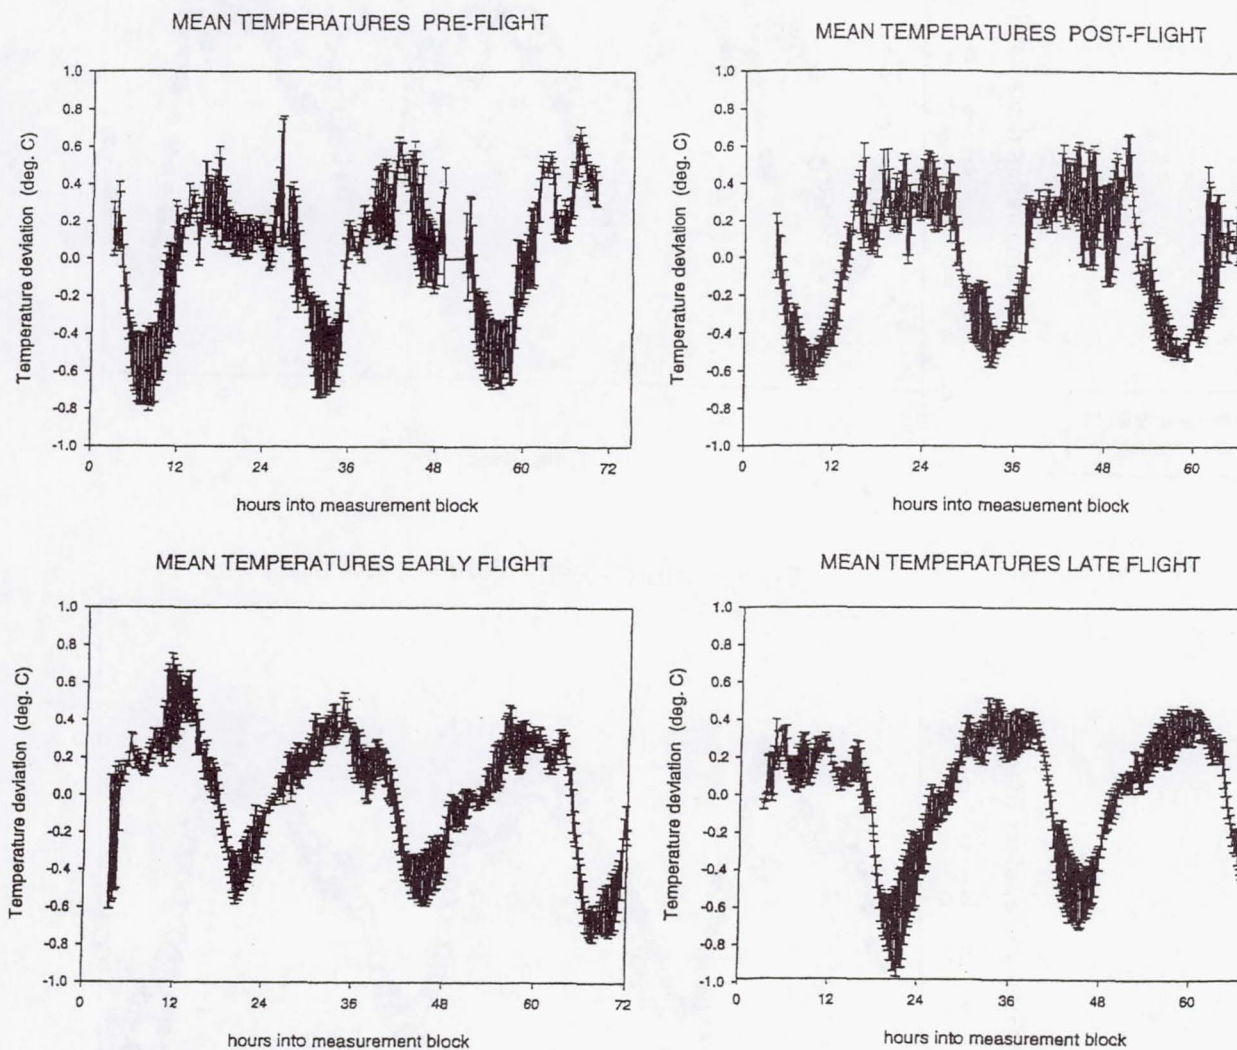 MEAN TEMPERATURES PRE-FLIGHT
1.0
0.8
0.6
0.4
0.2
0.0
-0.2
-0.4
-0.6
-0.8
-1.0
Temperature deviation (deg. C)
0 12 24 36 48 60 72
hours into measurement block
MEAN TEMPERATURES POST-FLIGHT
1.0
0.8
0.6
0.4
0.2
0.0
-0.2
-0.4
-0.6
-0.8
-1.0
Temperature deviation (deg. C)
0 12 24 36 48 60
hours into measuement block
MEAN TEMPERATURES EARLY FLIGHT
1.0
0.8
0.6
0.4
0.2
0.0
-0.2
-0.4
-0.6
-0.8
-1.0
Temperature deviation (deg. C)
12 24 36 48 60 72
0
hours into measurement block
MEAN TEMPERATURES LATE FLIGHT
1.0
0.8
0.6
0.4
0.2
0.0
-0.2
-0.4
-0.6
-0.8
-1.0
Temperature deviation (deg. C)
0 12 24 36 48 60
hours into measurement block